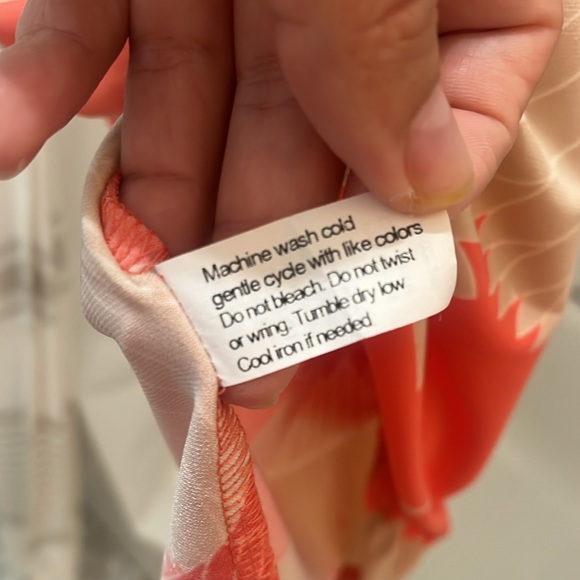 Machine wash cold
gentle cycle with like colors
Do not bleach. Do not twist
or wring. Tumble dry low
Cool iron if needed